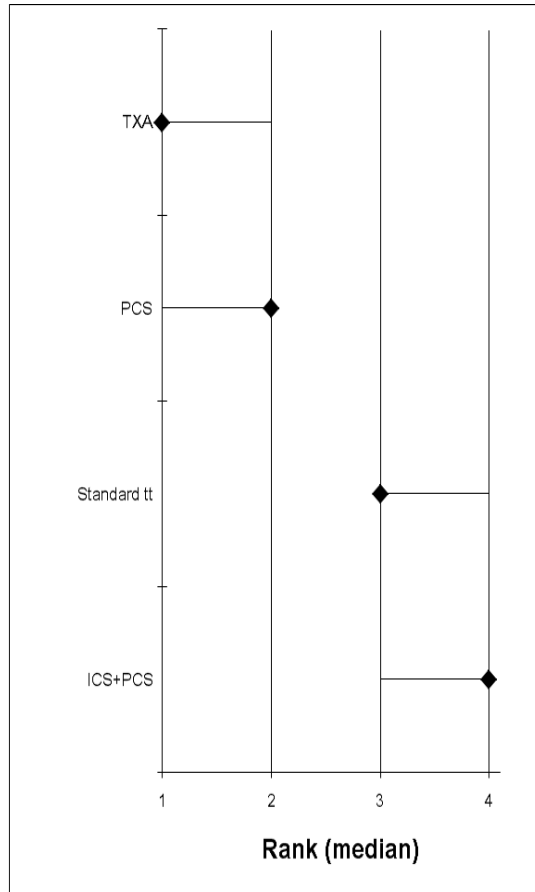 TXA
PCS
Standard tt
ICS+PCS
1 2 3 4
Rank (median)